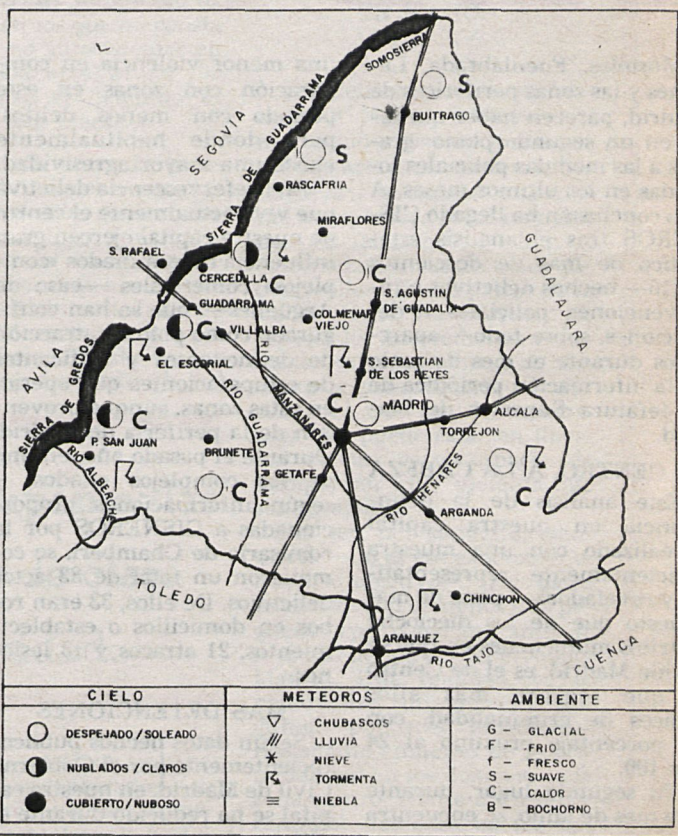 SOMOSIERRA
S
BUITRAGO
SEGOVIA
SIERRA DE GUADARRAMA
S
RASCAFRIA
MIRAFLORES
GUADALAJARA
S. RAFAEL
CERCEDILLA
C
GUADARRAMA
COLMENAR
VIEJO
S. AGUSTIN
DE GUADALIX
C
VILLALBA
AVILA
EL ESCORIAL
S. SEBASTIAN
DE LOS REYES
SIERRA DE GREDOS
RIO MANZANARES
RIO GUADARRAMA
C
MADRID
ALCALA
TORREJON
P. SAN JUAN
BRUNETE
RIO ALBERCHE
GETAFE
C
RIO HENARES
C
ARGANDA
TOLEDO
C
CHINCHON
ARANJUEZ
RIO TAJO
CUENCA
CIELO
DESPEJADO/SOLEADO
NUBLADOS/CLAROS
CUBIERTO/NUBOSO
METEOROS
CHUBASCOS
LLUVIA
NIEVE
TORMENTA
NIEBLA
AMBIENTE
G - GLACIAL
F - FRIO
f - FRESCO
S - SUAVE
C - CALOR
B - BOCHORNO